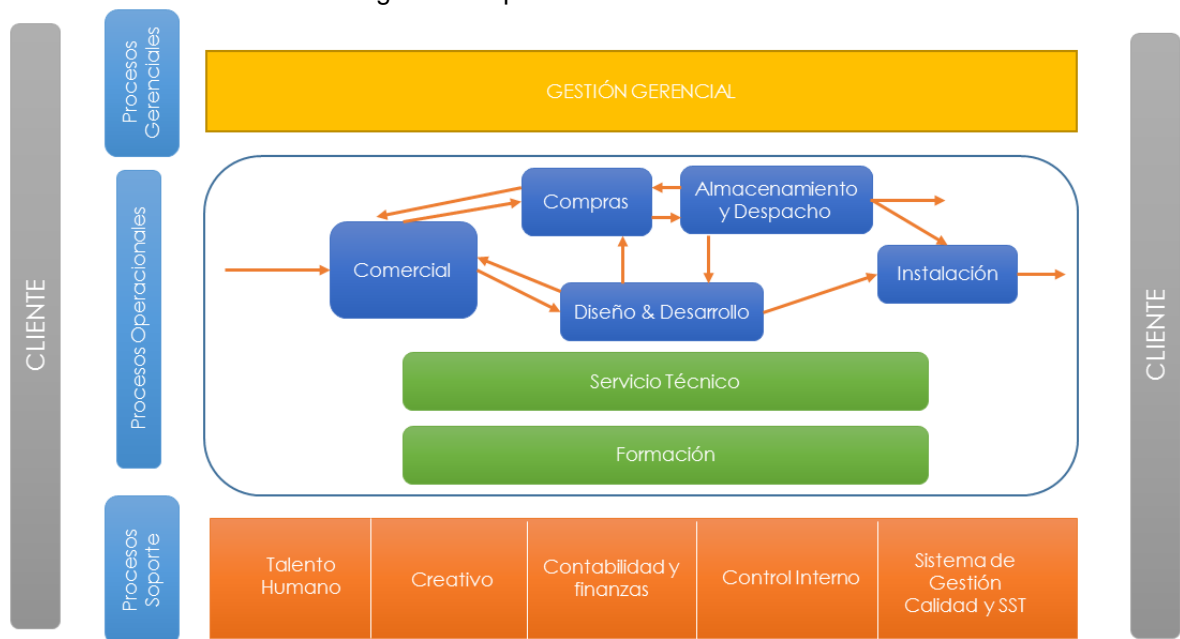 Procesos
Gerenciales
GESTIÓN GERENCIAL
CLIENTE
Procesos Operacionales
Compras
Almacenamiento
y Despacho
Comercial
Instalación
Diseño & Desarrollo
Servicio Técnico
Formación
CLIENTE
Procesos
Soporte
Talento
Humano
Creativo
Contabilidad y
finanzas
Control Interno
Sistema de
Gestión
Calidad y SST